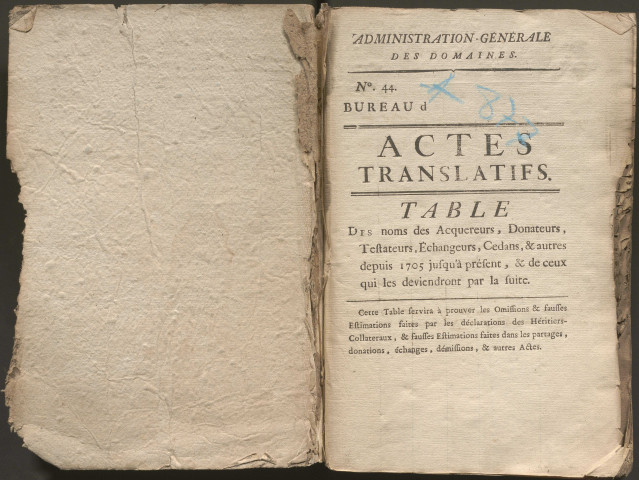 ADMINISTRATION-GÉNÉRALE
DES DOMAINES.
N°. 44.
BUREAU d
ACTES
TRANSLATIFS.
TABLE
DES noms des Acquereurs, Donateurs,
Teſtateurs, Échangeurs, Cedans, & autres
depuis 1705 juſqu'à préſent, & de ceux
qui les deviendront par la ſuite.
Cette Table ſervira à prouver les Omiſſions & fauſſes
Eſtimations faites par les déclarations des Héritiers-
Collateraux, & fauſſes Eſtimations faites dans les partages,
donations, échanges, démiſſions, & autres Actes.